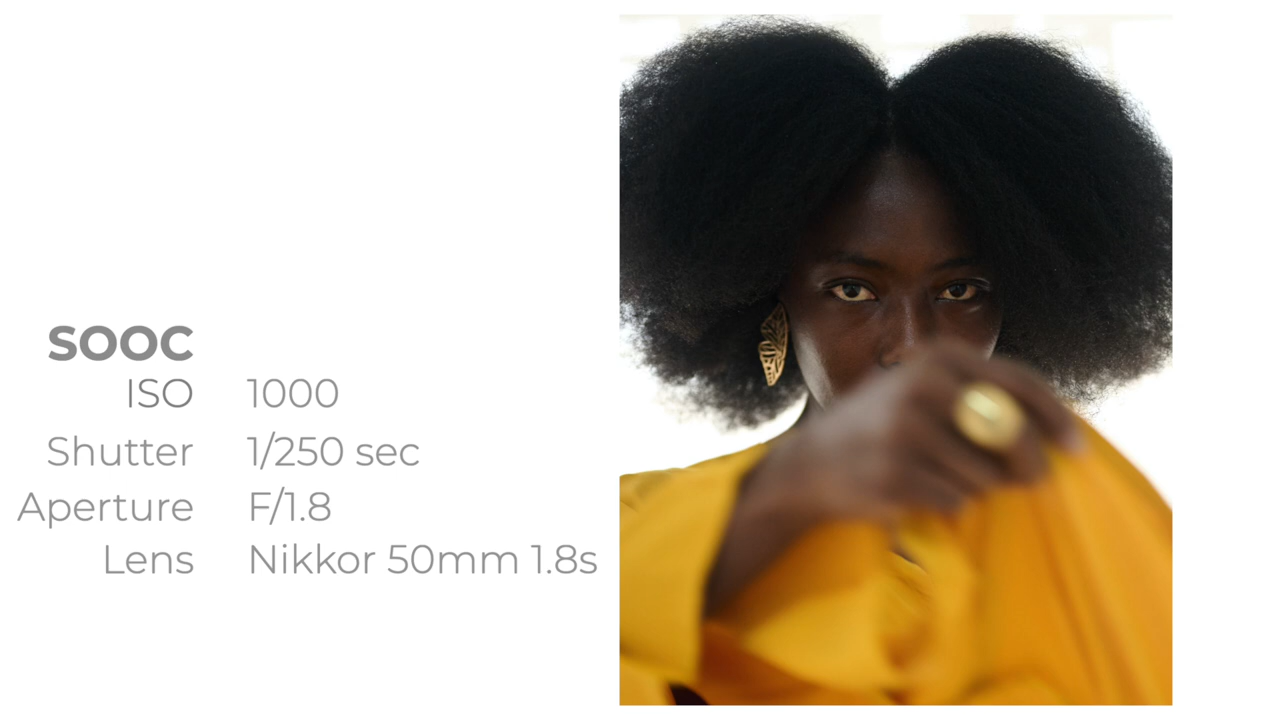 SOOC
ISO 1000
Shutter 1/250 sec
Aperture F/1.8
Lens Nikkor 50mm 1.8s